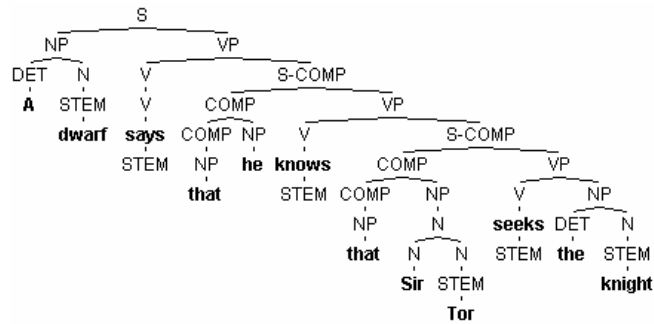 S
NP VP
DET N V S-COMP
A STEM V COMP VP
dwarf says COMP NP V S-COMP
STEM NP he knows COMP VP
that STEM COMP NP V NP
NP N seeks DET N
that N N STEM the STEM
Sir STEM knight
Tor